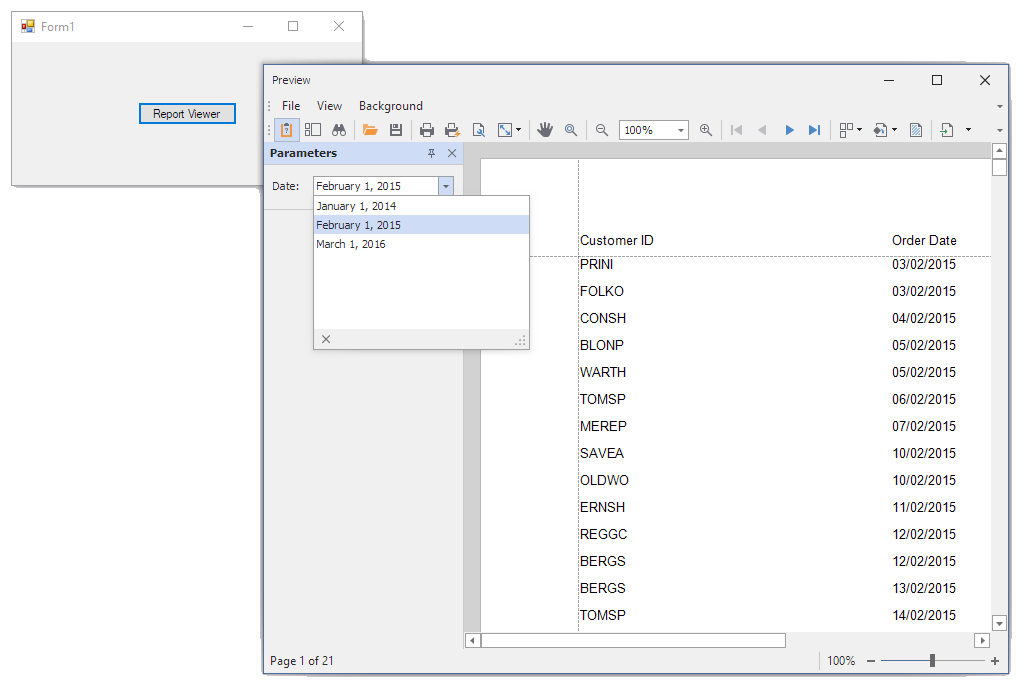 Form1
Report Viewer
Preview
File View Background
100%
Parameters
Date: February 1, 2015
January 1, 2014
February 1, 2015
March 1, 2016
Customer ID Order Date
PRINI 03/02/2015
FOLKO 03/02/2015
CONSH 04/02/2015
BLONP 05/02/2015
WARTH 05/02/2015
TOMSP 06/02/2015
MEREP 07/02/2015
SAVEA 10/02/2015
OLDWO 10/02/2015
ERNSH 11/02/2015
REGGC 12/02/2015
BERGS 12/02/2015
BERGS 13/02/2015
TOMSP 14/02/2015
Page 1 of 21 100%